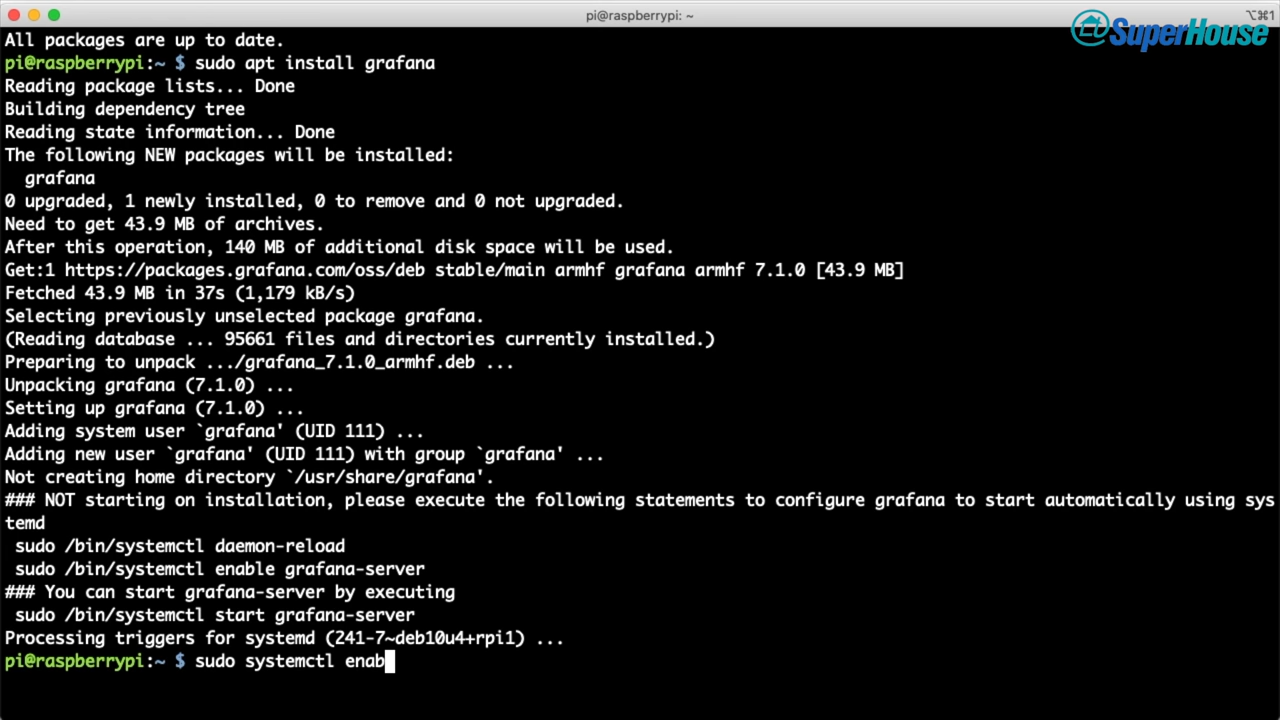 pi@raspberrypi: ~
⌥⌘1
SuperHouse
All packages are up to date.
pi@raspberrypi:~ $ sudo apt install grafana
Reading package lists... Done
Building dependency tree
Reading state information... Done
The following NEW packages will be installed:
  grafana
0 upgraded, 1 newly installed, 0 to remove and 0 not upgraded.
Need to get 43.9 MB of archives.
After this operation, 140 MB of additional disk space will be used.
Get:1 https://packages.grafana.com/oss/deb stable/main armhf grafana armhf 7.1.0 [43.9 MB]
Fetched 43.9 MB in 37s (1,179 kB/s)
Selecting previously unselected package grafana.
(Reading database ... 95661 files and directories currently installed.)
Preparing to unpack .../grafana_7.1.0_armhf.deb ...
Unpacking grafana (7.1.0) ...
Setting up grafana (7.1.0) ...
Adding system user `grafana' (UID 111) ...
Adding new user `grafana' (UID 111) with group `grafana' ...
Not creating home directory `/usr/share/grafana'.
### NOT starting on installation, please execute the following statements to configure grafana to start automatically using sys
temd
 sudo /bin/systemctl daemon-reload
 sudo /bin/systemctl enable grafana-server
### You can start grafana-server by executing
 sudo /bin/systemctl start grafana-server
Processing triggers for systemd (241-7~deb10u4+rpi1) ...
pi@raspberrypi:~ $ sudo systemctl enab